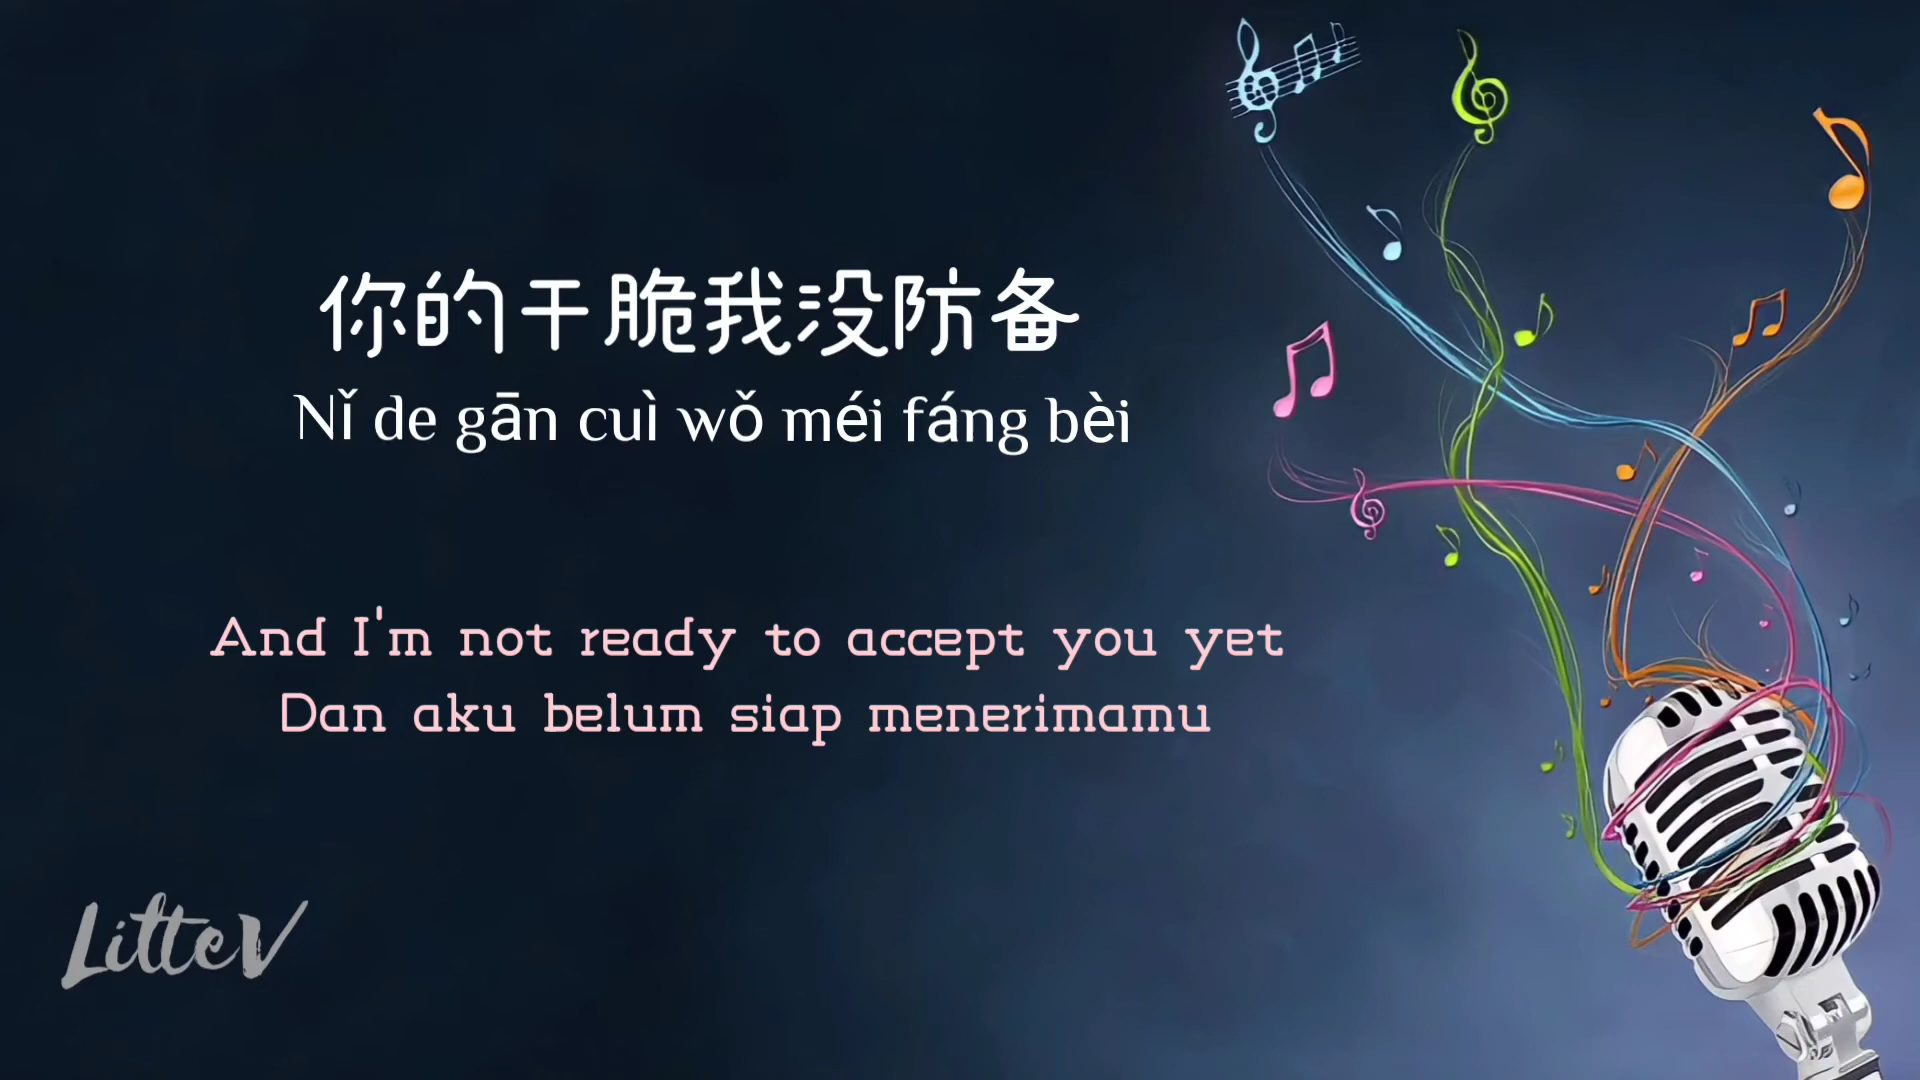 你的干脆我没防备
Nǐ de gān cuì wǒ méi fáng bèi
And I'm not ready to accept you yet
Dan aku belum siap menerimamu
LitteV